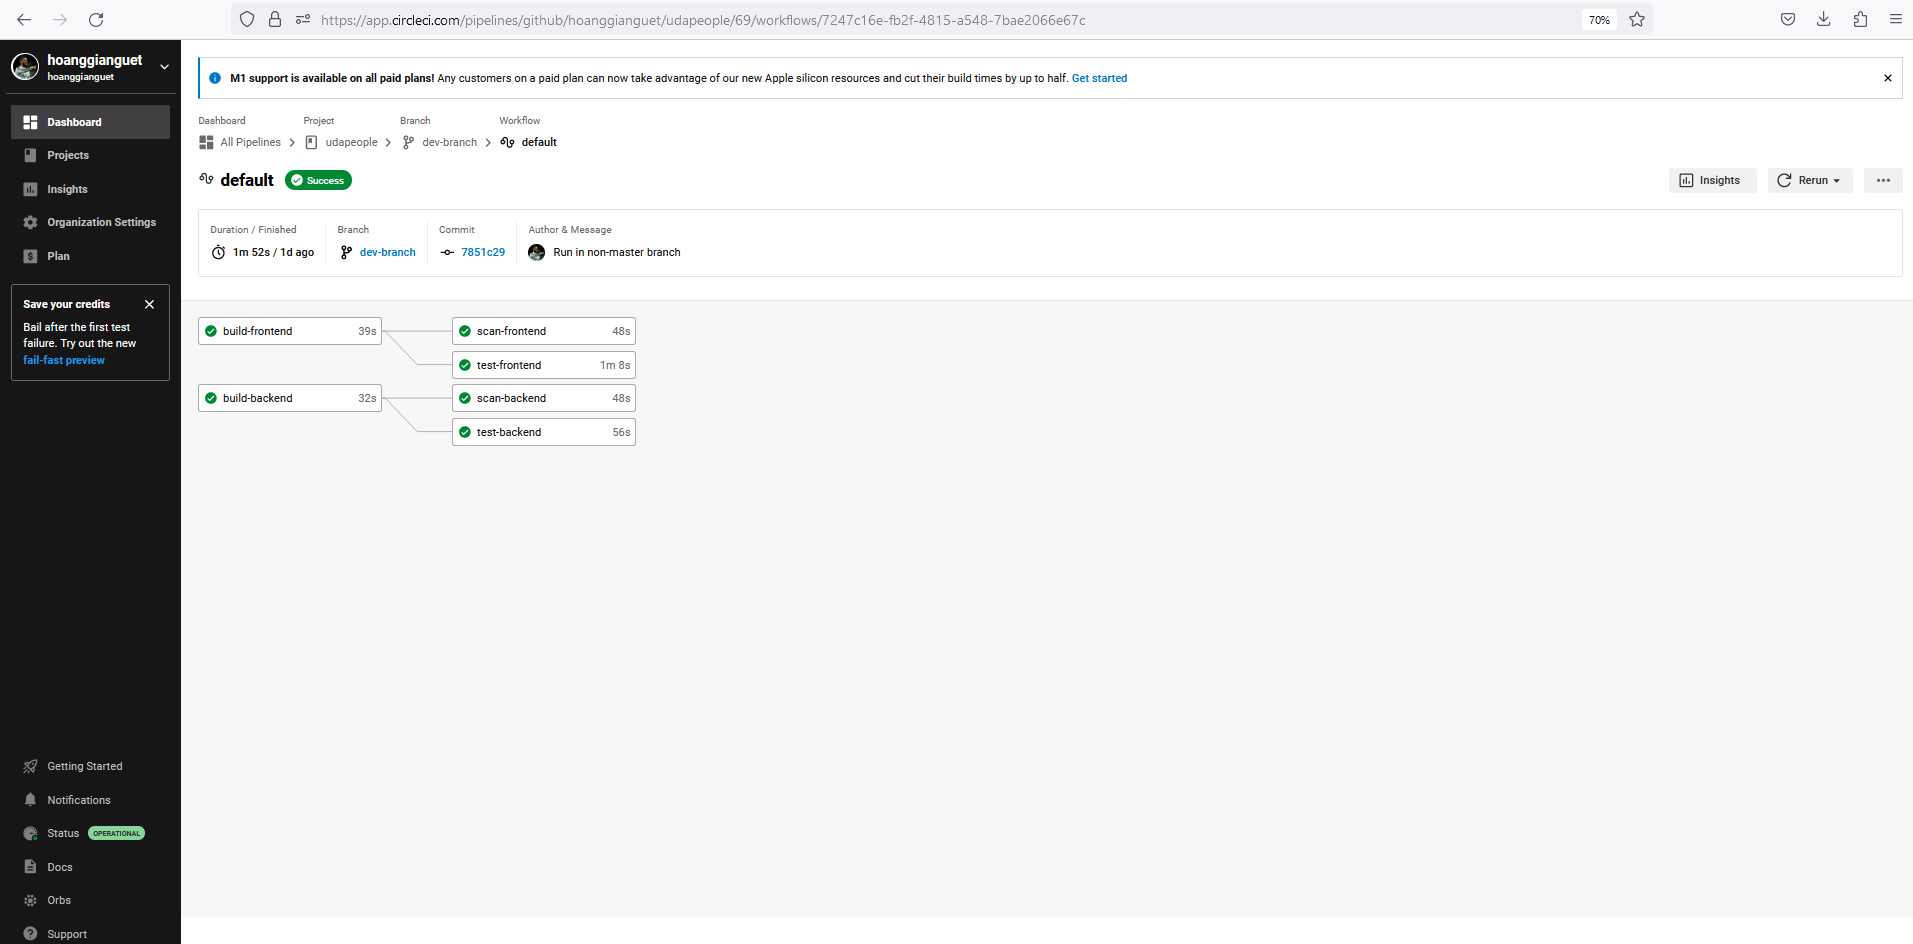 https://app.circleci.com/pipelines/github/hoanggianguet/udapeople/69/workflows/7247c16e-fb2f-4815-a548-7bae2066e67c
70%
hoanggianguet
hoanggianguet
Dashboard
Projects
Insights
Organization Settings
Plan
Save your credits
Bail after the first test
failure. Try out the new
fail-fast preview
Getting Started
Notifications
Status OPERATIONAL
Docs
Orbs
Support
M1 support is available on all paid plans! Any customers on a paid plan can now take advantage of our new Apple silicon resources and cut their build times by up to half. Get started
Dashboard Project Branch Workflow
All Pipelines udapeople dev-branch default
default Success
Insights Rerun
Duration / Finished Branch Commit Author & Message
1m 52s / 1d ago dev-branch 7851c29 Run in non-master branch
build-frontend 39s scan-frontend 48s
test-frontend 1m 8s
build-backend 32s scan-backend 48s
test-backend 56s